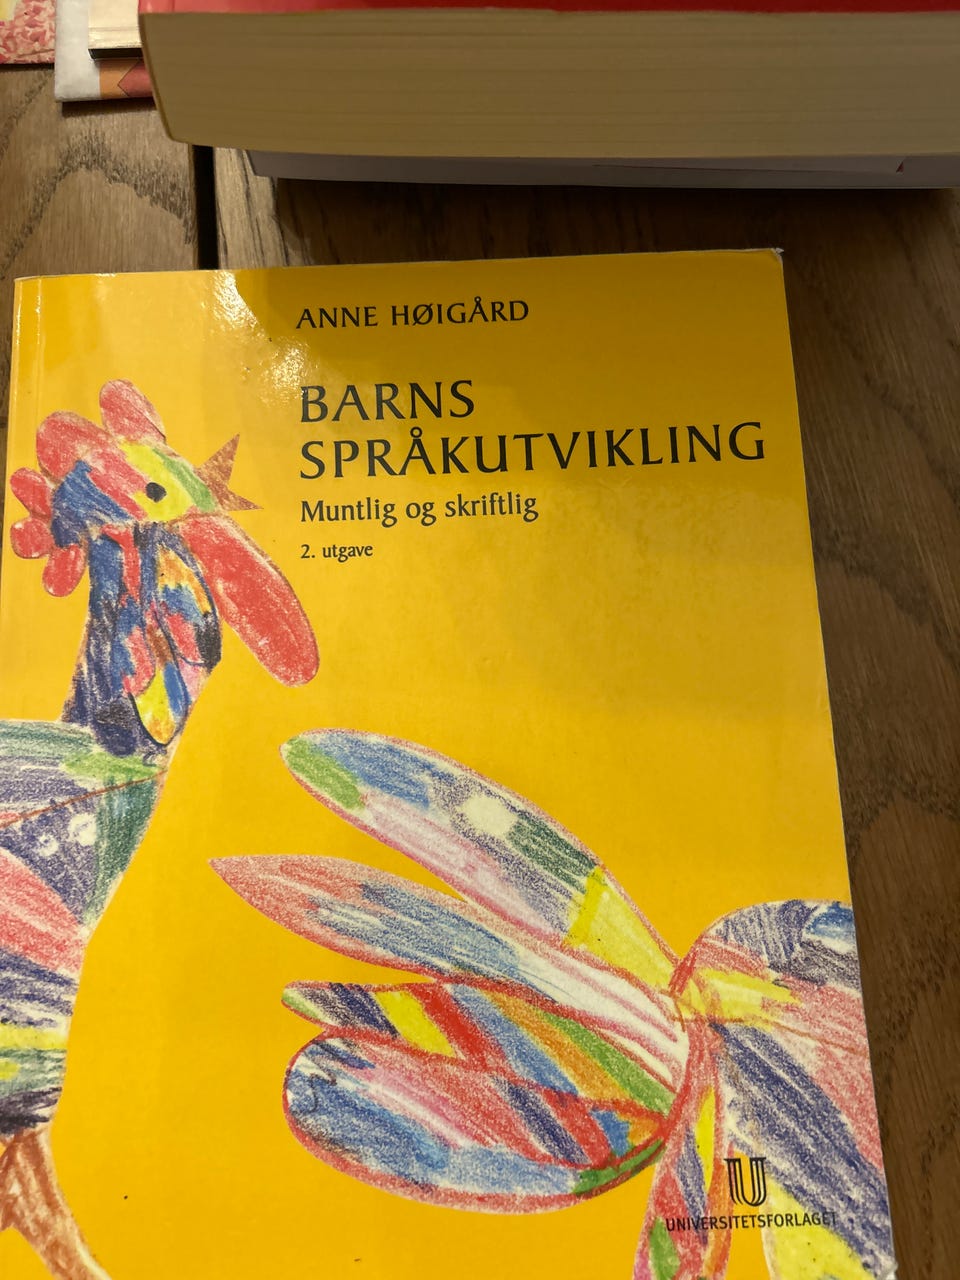 ANNE HØIGÅRD
BARNS
SPRÅKUTVIKLING
Muntlig og skriftlig
2. utgave
UNIVERSITETSFORLAGET